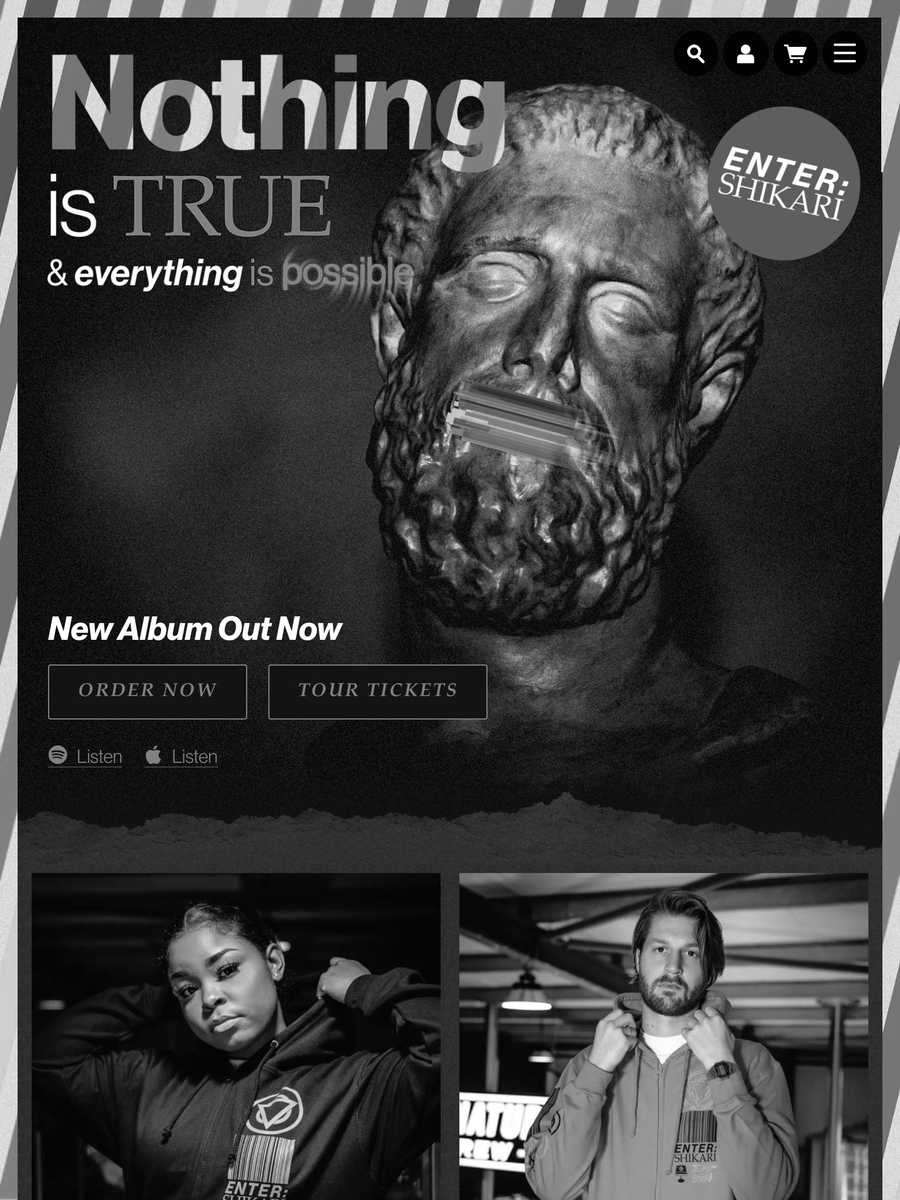 Nothing
is TRUE
& everything is possible
ENTER:
SHIKARI
New Album Out Now
ORDER NOW
TOUR TICKETS
Listen
Listen
ENTER:
ENTER:
SHIKARI